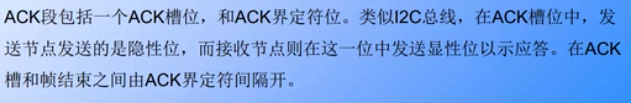 ACK段包括一个ACK槽位，和ACK界定符位。类似I2C总线，在ACK槽位中，发
送节点发送的是隐性位，而接收节点则在这一位中发送显性位以示应答。在ACK
槽和帧结束之间由ACK界定符间隔开。